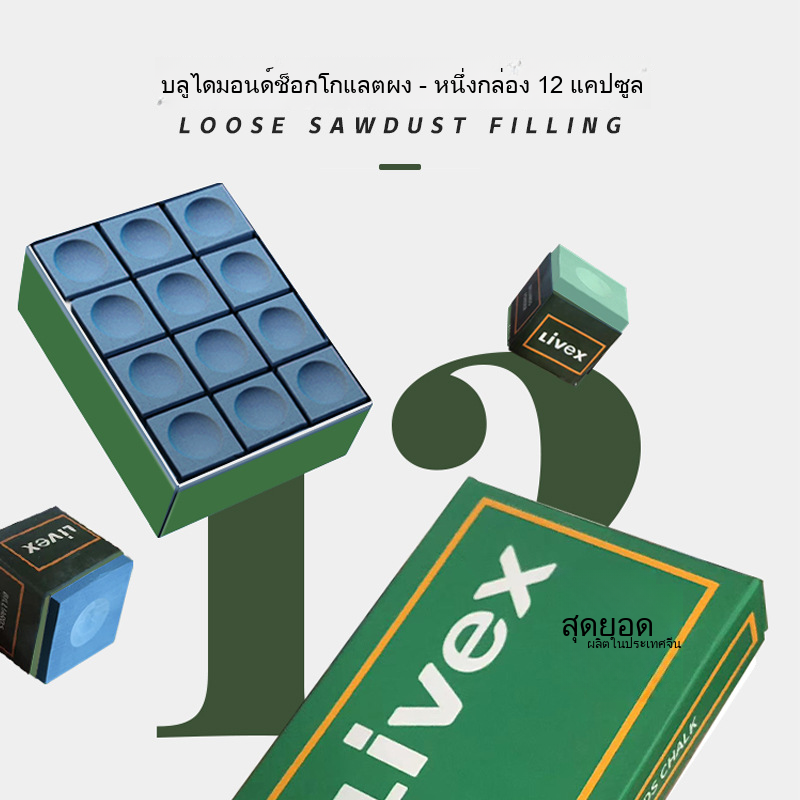 บลูไดมอนด์ช็อกโกแลตผง - หนึ่งกล่อง 12 แคปซูล
LOOSE SAWDUST FILLING
12
Livex
Livex
Livex
สุดยอด
ผลิตในประเทศจีน
CHALK